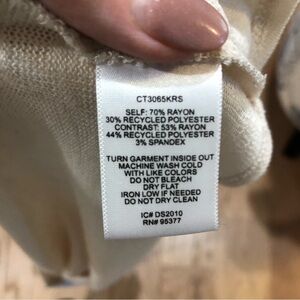 CT3065KRS
SELF: 70% RAYON
30% RECYCLED POLYESTER
CONTRAST: 53% RAYON
44% RECYCLED POLYESTER
3% SPANDEX
TURN GARMENT INSIDE OUT
MACHINE WASH COLD
WITH LIKE COLORS
DO NOT BLEACH
DRY FLAT
IRON LOW IF NEEDED
DO NOT DRY CLEAN
IC# DS2010
RN# 95377